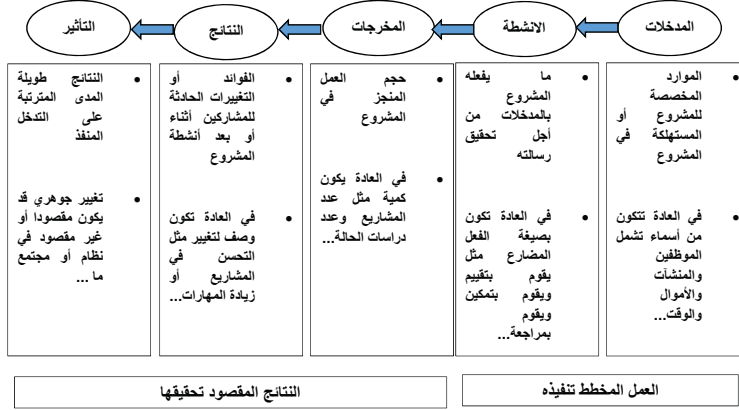 المدخلات
الانشطة
المخرجات
النتائج
التأثير
• الموارد
المخصصة
للمشروع أو
المستهلكة في
المشروع
• في العادة تتكون
من أسماء تشمل
الموظفين
والمنشآت
والأموال
والوقت...
• ما يفعله
المشروع
بالمدخلات من
أجل تحقيق
رسالته
• في العادة تكون
بصيغة الفعل
المضارع مثل
يقوم بتقييم
ويقوم بتمكين
ويقوم
بمراجعة...
• حجم العمل
المنجز في
المشروع
• في العادة يكون
كمية مثل عدد
المشاريع وعدد
دراسات الحالة...
• الفوائد أو
التغييرات الحادثة
للمشاركين أثناء
أو بعد أنشطة
المشروع
• في العادة تكون
وصف لتغيير مثل
التحسن في
المشاريع أو
زيادة المهارات...
• النتائج طويلة
المدى المترتبة
على التدخل
المنفذ
• تغيير جوهري قد
يكون مقصودا أو
غير مقصود في
نظام أو مجتمع
ما ...
العمل المخطط تنفيذه
النتائج المقصود تحقيقها